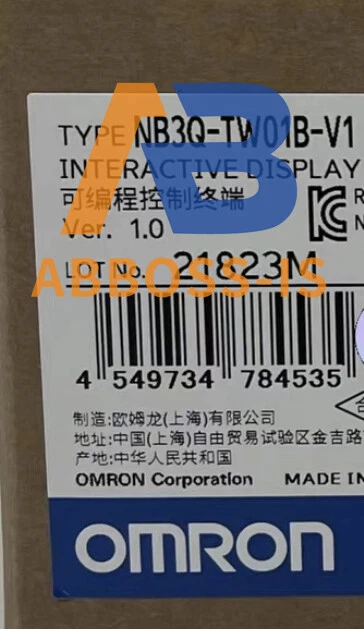 TYPE NB3Q-TW01B-V1
INTERACTIVE DISPLAY
可编程控制终端
Ver. 1.0
LOT No. 21823M
AB
ABBOSS-IS
4 549734 784535
制造:欧姆龙(上海)有限公司
地址:中国(上海)自由贸易试验区金吉路
产地:中华人民共和国
OMRON Corporation MADE IN
OMRON